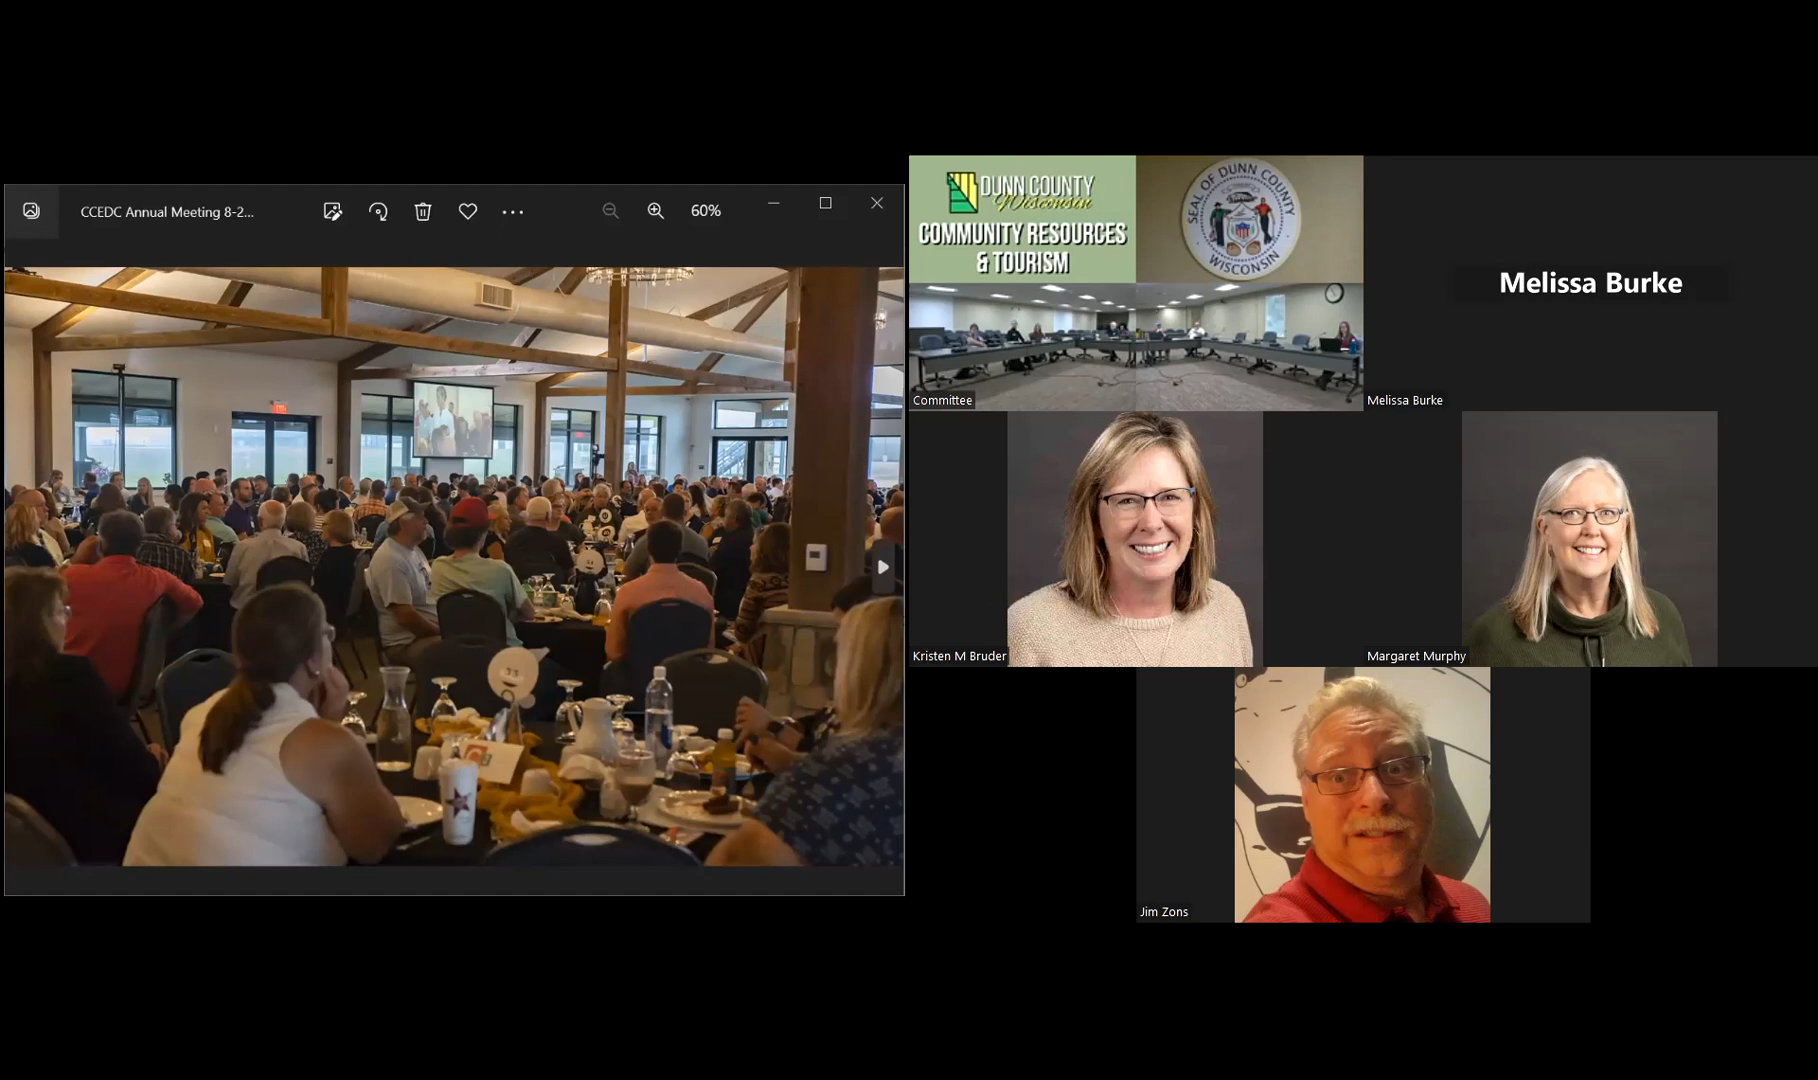 CCEDC Annual Meeting 8-2...
60%
DUNN COUNTY
Wisconsin
COMMUNITY RESOURCES
& TOURISM
SEAL OF DUNN COUNTY
WISCONSIN
Committee
Melissa Burke
Melissa Burke
Kristen M Bruder
Margaret Murphy
Jim Zons